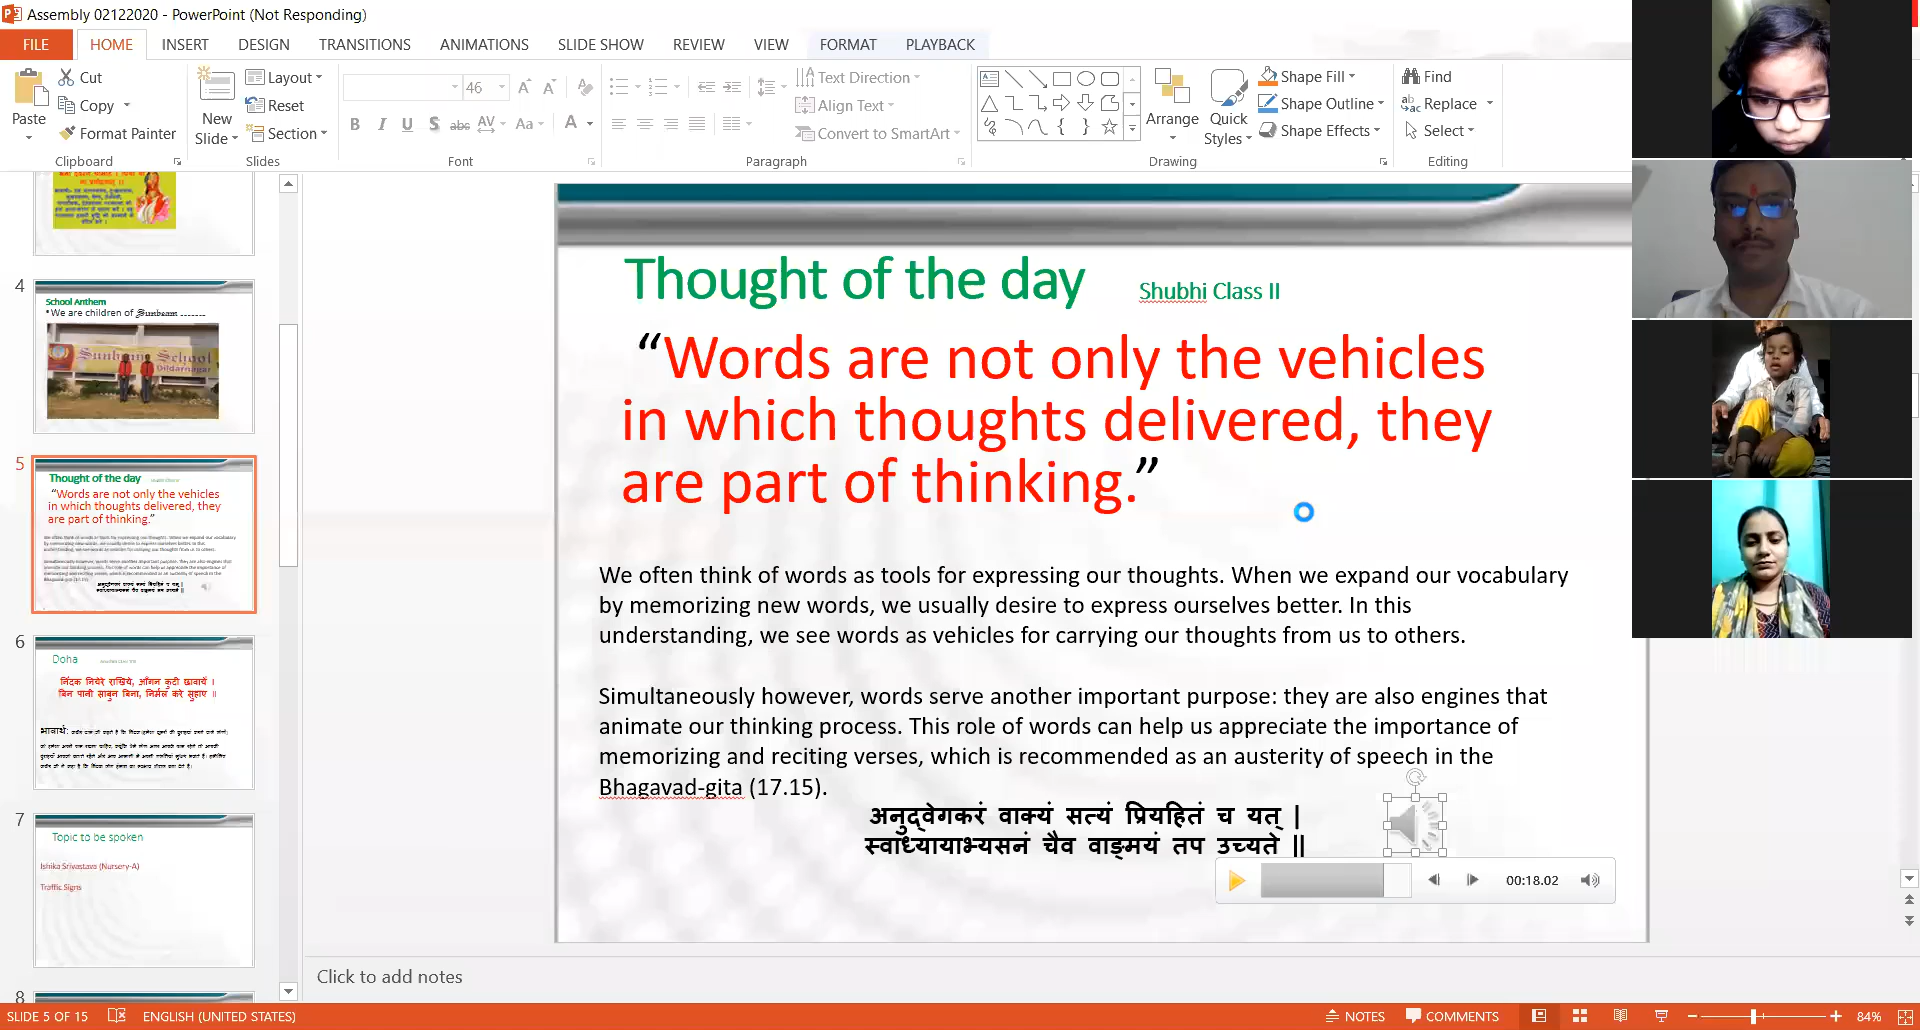 Assembly 02122020 - PowerPoint (Not Responding)
FILE HOME INSERT DESIGN TRANSITIONS ANIMATIONS SLIDE SHOW REVIEW VIEW FORMAT PLAYBACK
Cut
Copy
Format Painter
Paste
Clipboard
New
Slide
Layout
Reset
Section
Slides
46
B I U S abc AV Aa A
Font
Text Direction
Align Text
Convert to SmartArt
Paragraph
Arrange
Quick
Styles
Shape Fill
Shape Outline
Shape Effects
Drawing
Find
Replace
Select
Editing
4
School Anthem
• We are children of Sunbeam -------
Sunbeam School
Dildarnagar
5
Thought of the day
“Words are not only the vehicles
in which thoughts delivered, they
are part of thinking.”
6
Doha
निंदक नियरे राखिये, आँगन कुटी छावायें ।
बिन पानी साबुन बिना, निर्मल करे सुहाए ॥
भावार्थ:
7
Topic to be spoken
Ishika Srivastava (Nursery-A)
Traffic Signs
8
Thought of the day Shubhi Class II
“Words are not only the vehicles
in which thoughts delivered, they
are part of thinking.”
We often think of words as tools for expressing our thoughts. When we expand our vocabulary
by memorizing new words, we usually desire to express ourselves better. In this
understanding, we see words as vehicles for carrying our thoughts from us to others.
Simultaneously however, words serve another important purpose: they are also engines that
animate our thinking process. This role of words can help us appreciate the importance of
memorizing and reciting verses, which is recommended as an austerity of speech in the
Bhagavad-gita (17.15).
अनुद्वेगकरं वाक्यं सत्यं प्रियहितं च यत् |
स्वाध्यायाभ्यसनं चैव वाङ्मयं तप उच्यते ||
00:18.02
Click to add notes
SLIDE 5 OF 15 ENGLISH (UNITED STATES) NOTES COMMENTS 84%